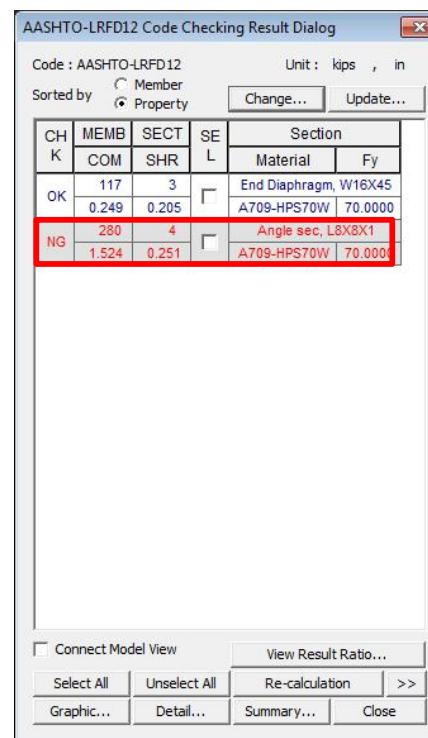 AASHTO-LRFD12 Code Checking Result Dialog
Code : AASHTO-LRFD12 Unit : kips , in
Sorted by Member
Property Change... Update...
CHK MEMB SECT SEL Section
COM SHR Material Fy
OK 117 3 End Diaphragm, W16X45
0.249 0.205 A709-HPS70W 70.0000
NG 280 4 Angle sec, L8X8X1
1.524 0.251 A709-HPS70W 70.0000
Connect Model View View Result Ratio...
Select All Unselect All Re-calculation >>
Graphic... Detail... Summary... Close